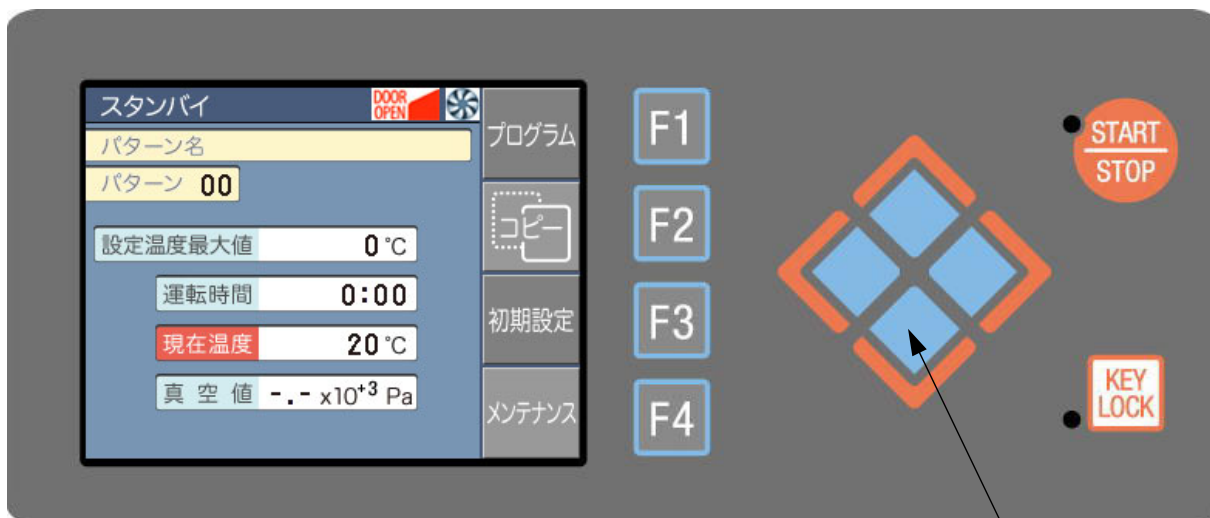 スタンバイ
DOOR
OPEN
パターン名
パターン 00
設定温度最大値 0 ℃
運転時間 0:00
現在温度 20 ℃
真空値 -.- x10⁺³ Pa
プログラム
コピー
初期設定
メンテナンス
F1
F2
F3
F4
START
STOP
KEY
LOCK